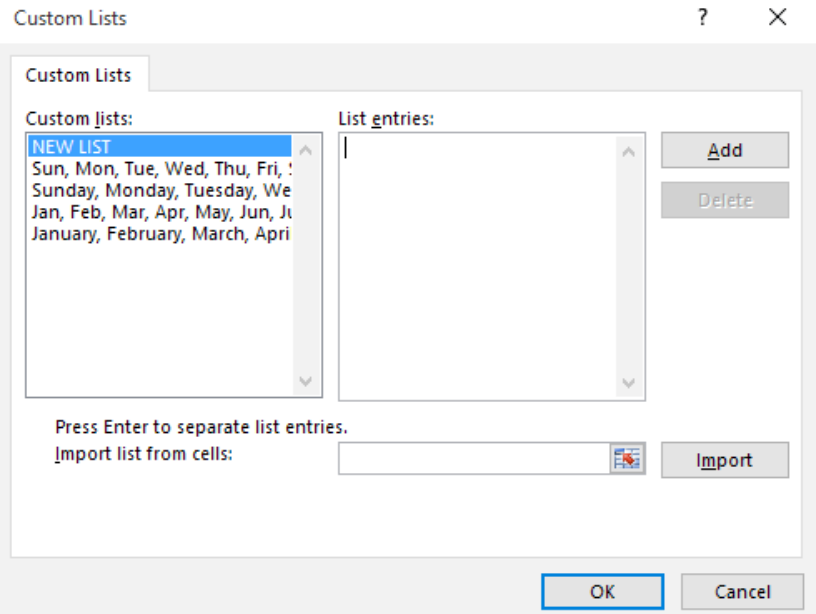 Custom Lists
?
Custom Lists
Custom lists:
NEW LIST
Sun, Mon, Tue, Wed, Thu, Fri,
Sunday, Monday, Tuesday, We
Jan, Feb, Mar, Apr, May, Jun, Ju
January, February, March, Apri
List entries:
Add
Delete
Press Enter to separate list entries.
Import list from cells:
Import
OK
Cancel